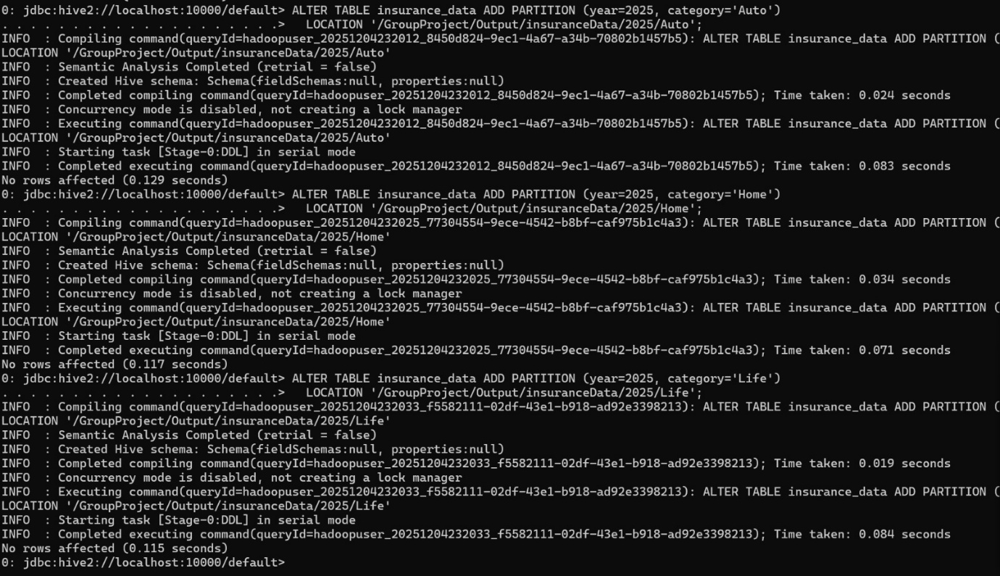 0: jdbc:hive2://localhost:10000/default> ALTER TABLE insurance_data ADD PARTITION (year=2025, category='Auto')
. . . . . . . . . . . . . . . . . . . .>   LOCATION '/GroupProject/Output/insuranceData/2025/Auto';
INFO  : Compiling command(queryId=hadoopuser_20251204232012_8450d824-9ec1-4a67-a34b-70802b1457b5): ALTER TABLE insurance_data ADD PARTITION (
LOCATION '/GroupProject/Output/insuranceData/2025/Auto'
INFO  : Semantic Analysis Completed (retrial = false)
INFO  : Created Hive schema: Schema(fieldSchemas:null, properties:null)
INFO  : Completed compiling command(queryId=hadoopuser_20251204232012_8450d824-9ec1-4a67-a34b-70802b1457b5); Time taken: 0.024 seconds
INFO  : Concurrency mode is disabled, not creating a lock manager
INFO  : Executing command(queryId=hadoopuser_20251204232012_8450d824-9ec1-4a67-a34b-70802b1457b5): ALTER TABLE insurance_data ADD PARTITION (
LOCATION '/GroupProject/Output/insuranceData/2025/Auto'
INFO  : Starting task [Stage-0:DDL] in serial mode
INFO  : Completed executing command(queryId=hadoopuser_20251204232012_8450d824-9ec1-4a67-a34b-70802b1457b5); Time taken: 0.083 seconds
No rows affected (0.129 seconds)
0: jdbc:hive2://localhost:10000/default> ALTER TABLE insurance_data ADD PARTITION (year=2025, category='Home')
. . . . . . . . . . . . . . . . . . . .>   LOCATION '/GroupProject/Output/insuranceData/2025/Home';
INFO  : Compiling command(queryId=hadoopuser_20251204232025_77304554-9ece-4542-b8bf-caf975b1c4a3): ALTER TABLE insurance_data ADD PARTITION (
LOCATION '/GroupProject/Output/insuranceData/2025/Home'
INFO  : Semantic Analysis Completed (retrial = false)
INFO  : Created Hive schema: Schema(fieldSchemas:null, properties:null)
INFO  : Completed compiling command(queryId=hadoopuser_20251204232025_77304554-9ece-4542-b8bf-caf975b1c4a3); Time taken: 0.034 seconds
INFO  : Concurrency mode is disabled, not creating a lock manager
INFO  : Executing command(queryId=hadoopuser_20251204232025_77304554-9ece-4542-b8bf-caf975b1c4a3): ALTER TABLE insurance_data ADD PARTITION (
LOCATION '/GroupProject/Output/insuranceData/2025/Home'
INFO  : Starting task [Stage-0:DDL] in serial mode
INFO  : Completed executing command(queryId=hadoopuser_20251204232025_77304554-9ece-4542-b8bf-caf975b1c4a3); Time taken: 0.071 seconds
No rows affected (0.117 seconds)
0: jdbc:hive2://localhost:10000/default> ALTER TABLE insurance_data ADD PARTITION (year=2025, category='Life')
. . . . . . . . . . . . . . . . . . . .>   LOCATION '/GroupProject/Output/insuranceData/2025/Life';
INFO  : Compiling command(queryId=hadoopuser_20251204232033_f5582111-02df-43e1-b918-ad92e3398213): ALTER TABLE insurance_data ADD PARTITION (
LOCATION '/GroupProject/Output/insuranceData/2025/Life'
INFO  : Semantic Analysis Completed (retrial = false)
INFO  : Created Hive schema: Schema(fieldSchemas:null, properties:null)
INFO  : Completed compiling command(queryId=hadoopuser_20251204232033_f5582111-02df-43e1-b918-ad92e3398213); Time taken: 0.019 seconds
INFO  : Concurrency mode is disabled, not creating a lock manager
INFO  : Executing command(queryId=hadoopuser_20251204232033_f5582111-02df-43e1-b918-ad92e3398213): ALTER TABLE insurance_data ADD PARTITION (
LOCATION '/GroupProject/Output/insuranceData/2025/Life'
INFO  : Starting task [Stage-0:DDL] in serial mode
INFO  : Completed executing command(queryId=hadoopuser_20251204232033_f5582111-02df-43e1-b918-ad92e3398213); Time taken: 0.084 seconds
No rows affected (0.115 seconds)
0: jdbc:hive2://localhost:10000/default>